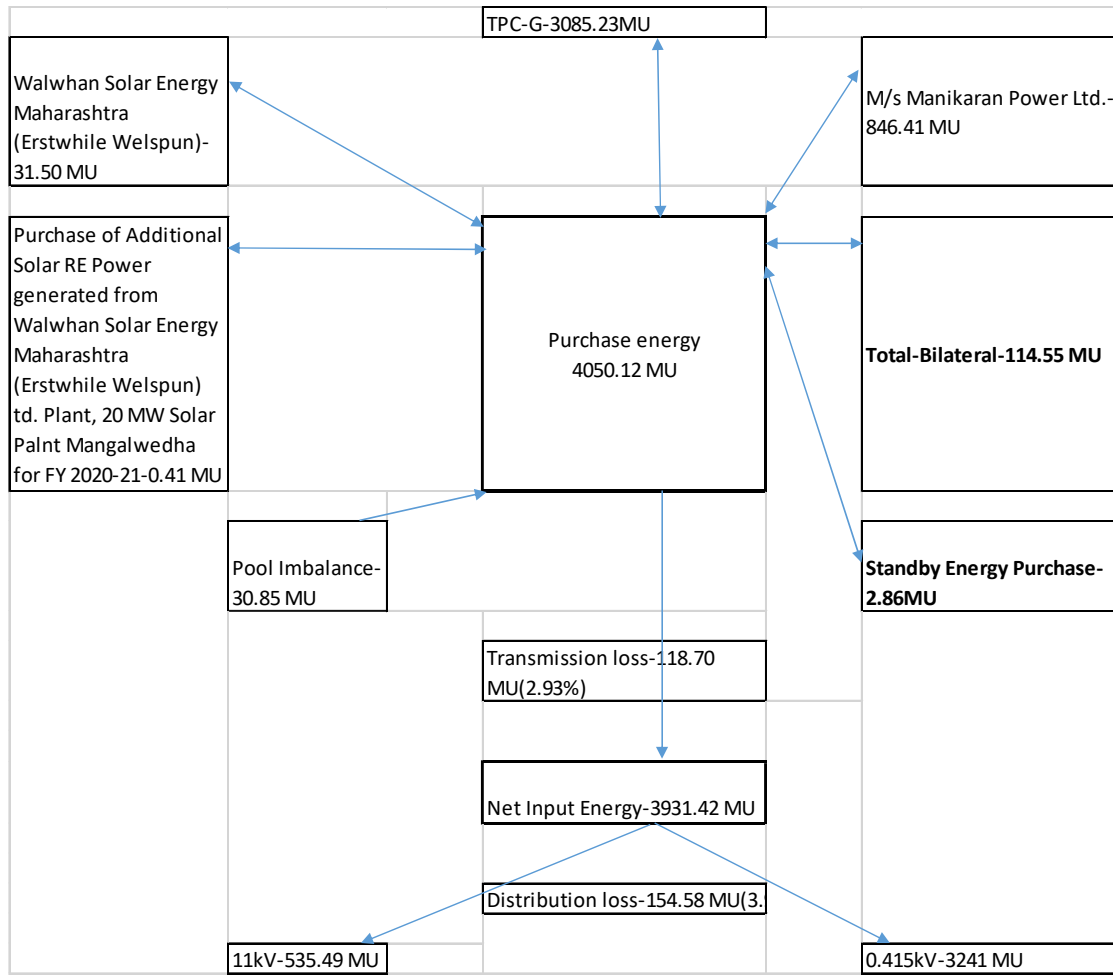 TPC-G-3085.23MU
Walwhan Solar Energy
Maharashtra
(Erstwhile Welspun)-
31.50 MU
M/s Manikaran Power Ltd.-
846.41 MU
Purchase of Additional
Solar RE Power
generated from
Walwhan Solar Energy
Maharashtra
(Erstwhile Welspun)
td. Plant, 20 MW Solar
Palnt Mangalwedha
for FY 2020-21-0.41 MU
Purchase energy
4050.12 MU
Total-Bilateral-114.55 MU
Pool Imbalance-
30.85 MU
Standby Energy Purchase-
2.86MU
Transmission loss-118.70
MU(2.93%)
Net Input Energy-3931.42 MU
Distribution loss-154.58 MU(3.
11kV-535.49 MU
0.415kV-3241 MU